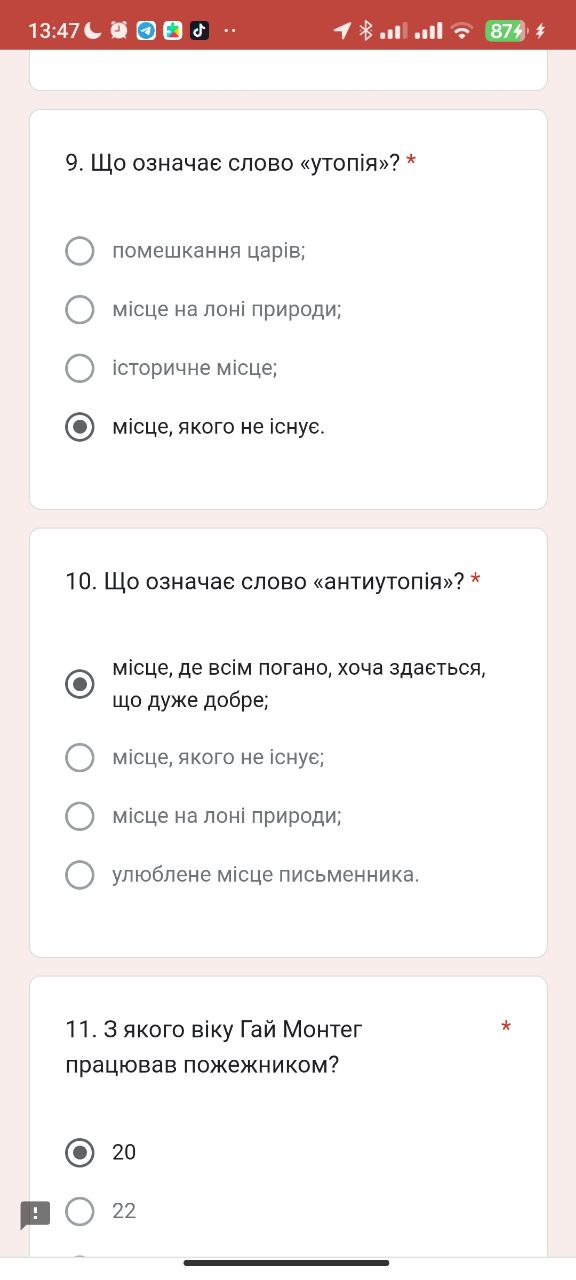 13:47
87
9. Що означає слово «утопія»? *
помешкання царів;
місце на лоні природи;
історичне місце;
місце, якого не існує.
10. Що означає слово «антиутопія»? *
місце, де всім погано, хоча здається,
що дуже добре;
місце, якого не існує;
місце на лоні природи;
улюблене місце письменника.
11. З якого віку Гай Монтег *
працював пожежником?
20
22